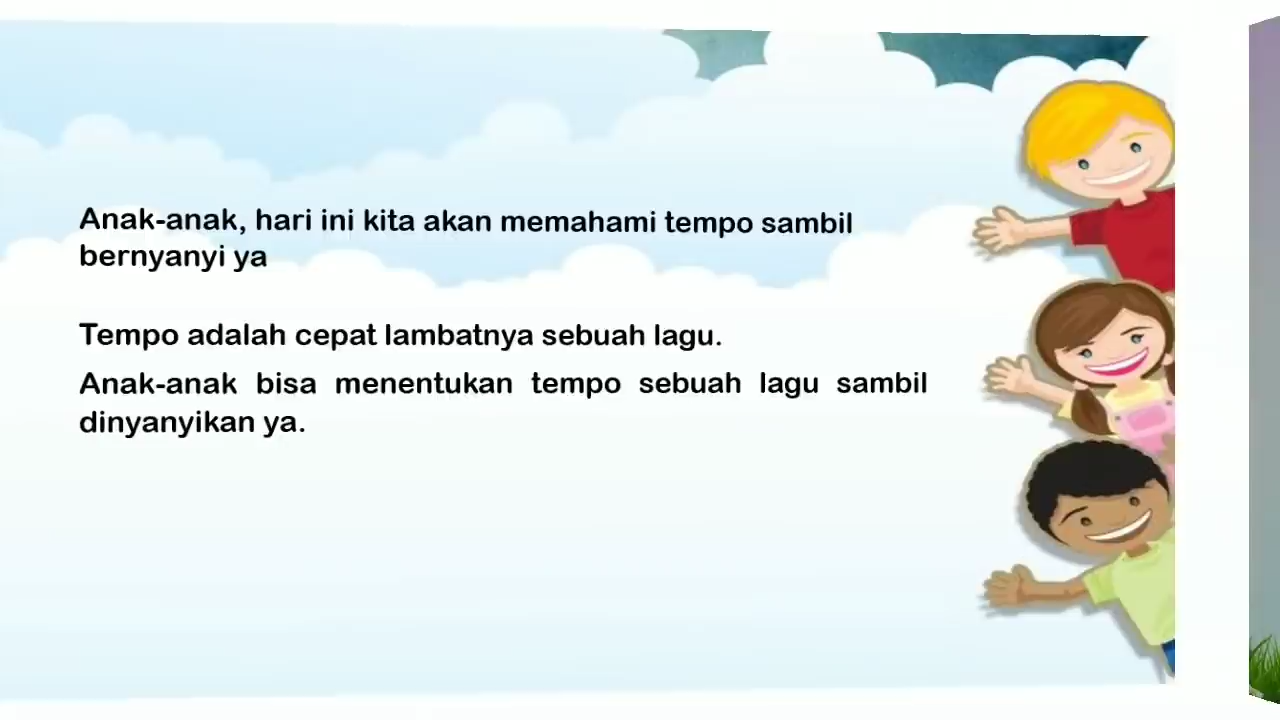 Anak-anak, hari ini kita akan memahami tempo sambil
bernyanyi ya
Tempo adalah cepat lambatnya sebuah lagu.
Anak-anak bisa menentukan tempo sebuah lagu sambil
dinyanyikan ya.